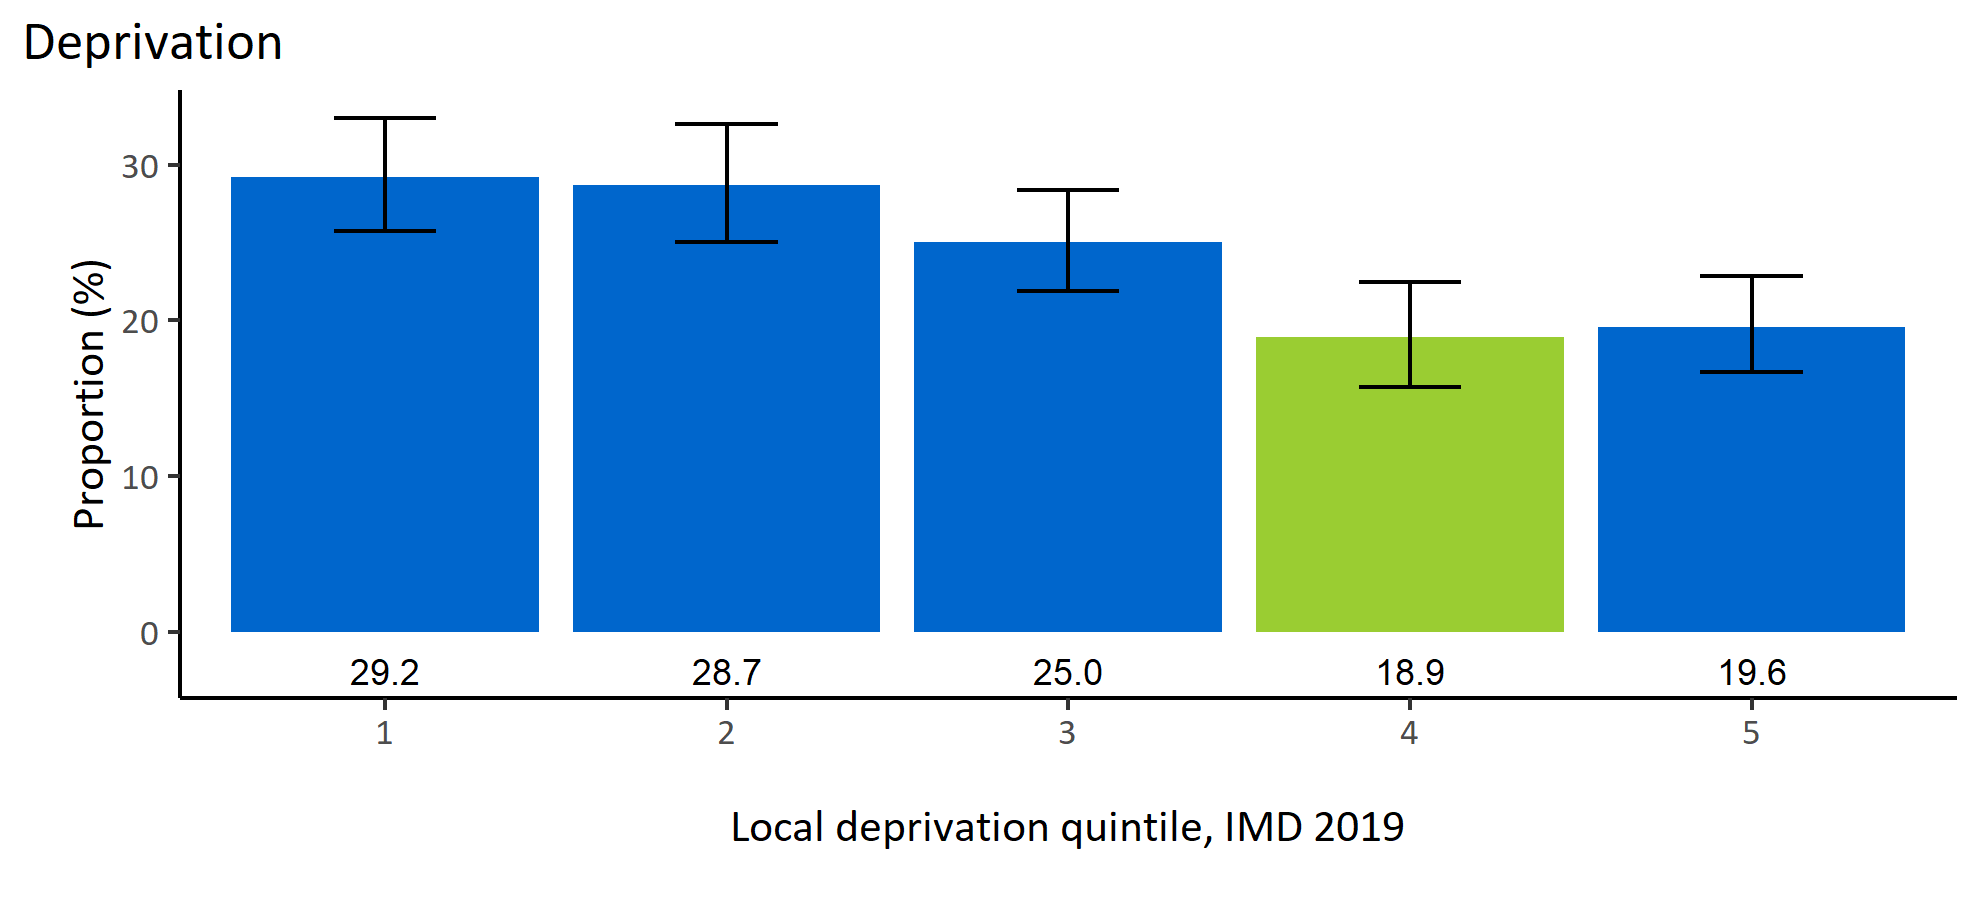 Deprivation
Proportion (%)
30
20
10
0
29.2 28.7 25.0 18.9 19.6
1 2 3 4 5
Local deprivation quintile, IMD 2019